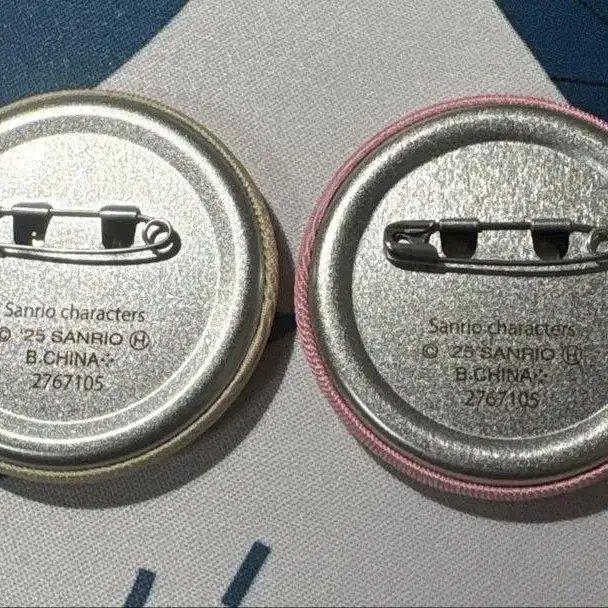 Sanrio characters
© '25 SANRIO Ⓗ
B.CHINA⁘
2767105
Sanrio characters
© '25 SANRIO Ⓗ
B.CHINA⁘
2767105